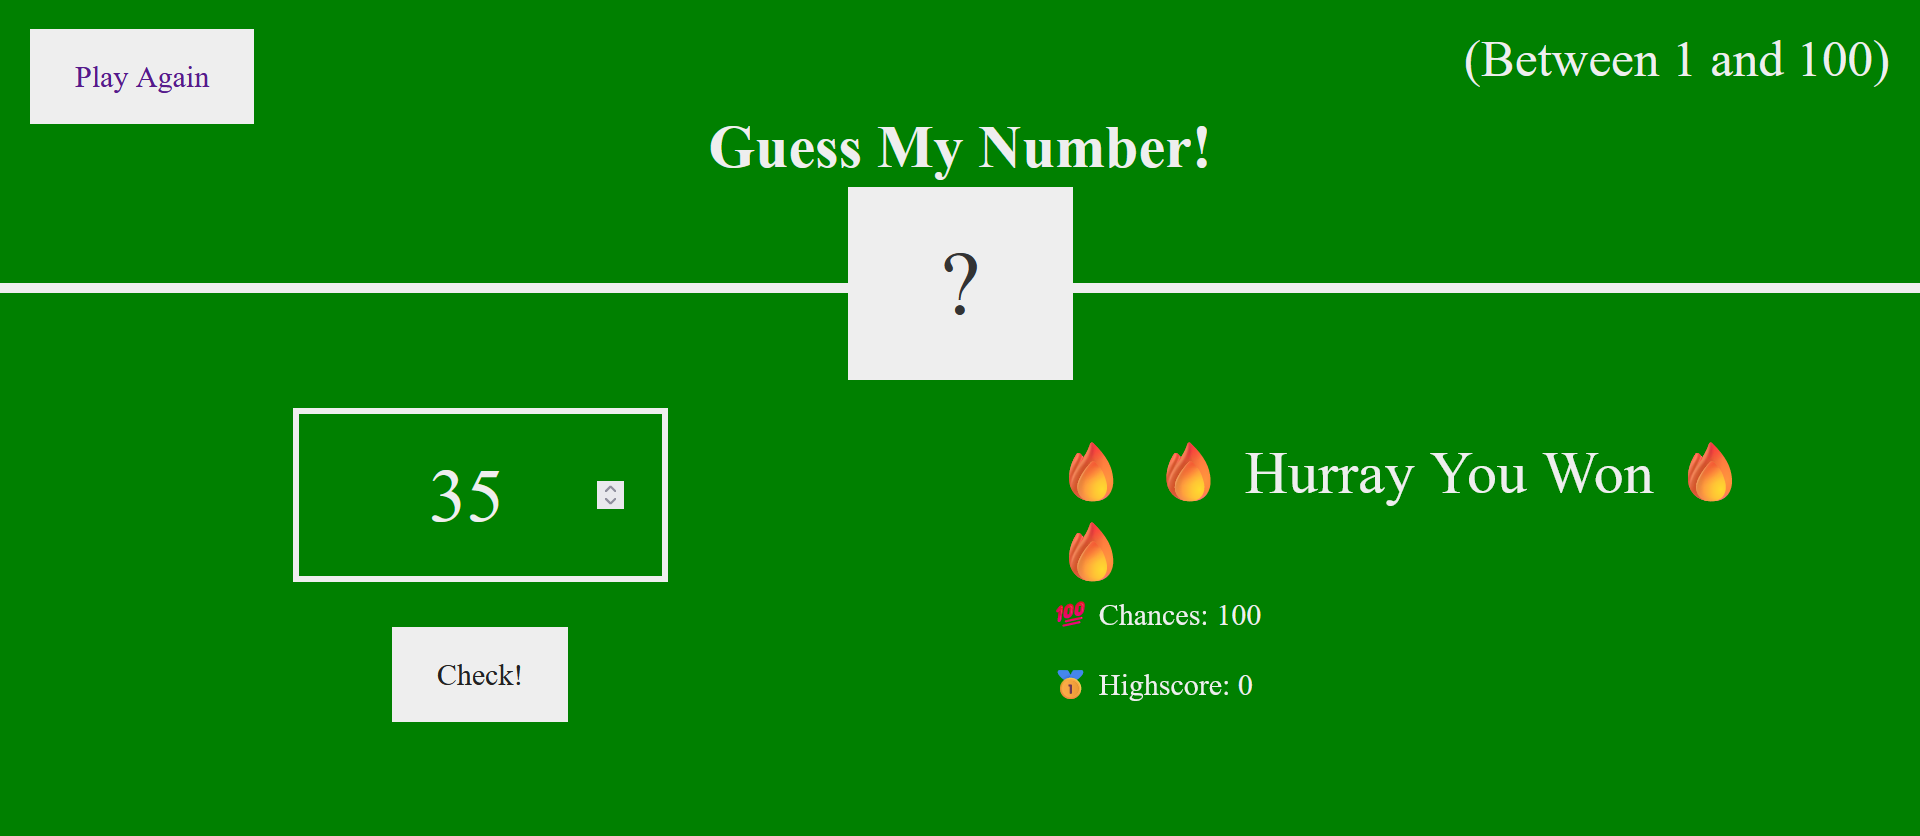 Play Again
(Between 1 and 100)
Guess My Number!
?
35
🔥 🔥 Hurray You Won 🔥
🔥
💯 Chances: 100
🥇 Highscore: 0
Check!